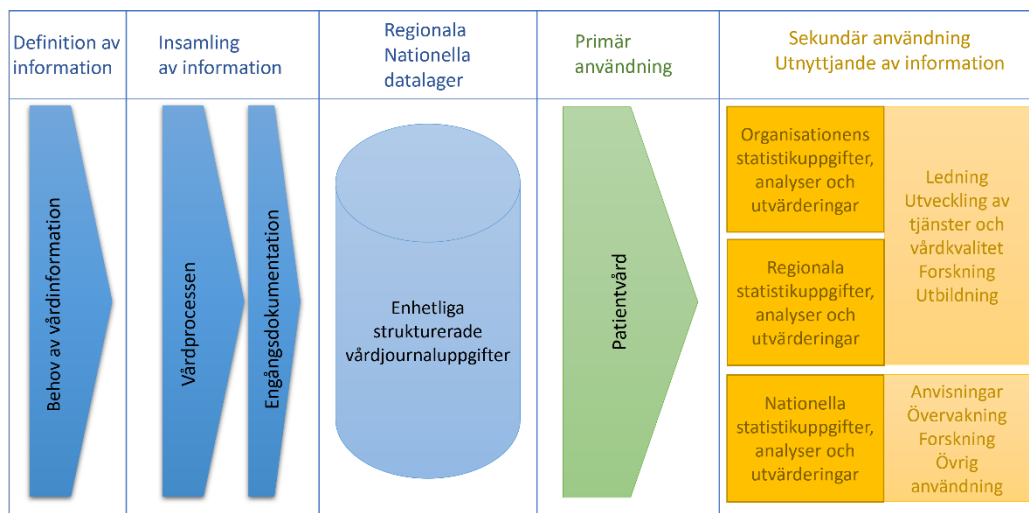 Definition av
information
Insamling
av information
Regionala
Nationella
datalager
Primär
användning
Sekundär användning
Utnyttjande av information
Behov av vårdinformation
Vårdprocessen
Engångsdokumentation
Enhetliga
strukturerade
vårdjournaluppgifter
Patientvård
Organisationens
statistikuppgifter,
analyser och
utvärderingar
Regionala
statistikuppgifter,
analyser och
utvärderingar
Nationella
statistikuppgifter,
analyser och
utvärderingar
Ledning
Utveckling av
tjänster och
vårdkvalitet
Forskning
Utbildning
Anvisningar
Övervakning
Forskning
Övrig
användning